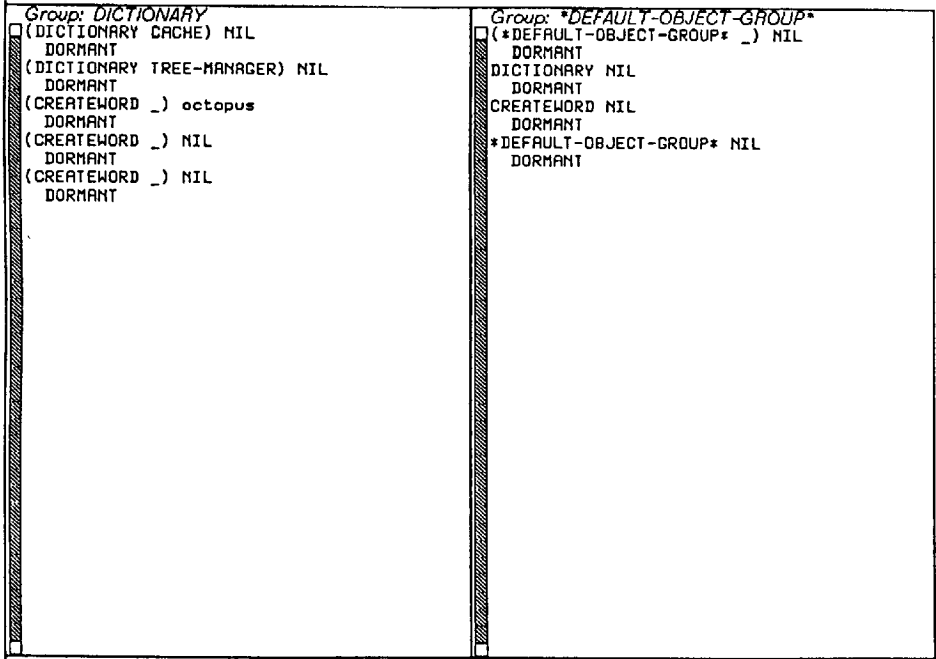 Group: DICTIONARY
(DICTIONARY CACHE) NIL
DORMANT
(DICTIONARY TREE-MANAGER) NIL
DORMANT
(CREATEWORD _) octopus
DORMANT
(CREATEWORD _) NIL
DORMANT
(CREATEWORD _) NIL
DORMANT
Group: *DEFAULT-OBJECT-GROUP*
(*DEFAULT-OBJECT-GROUP* _) NIL
DORMANT
DICTIONARY NIL
DORMANT
CREATEWORD NIL
DORMANT
*DEFAULT-OBJECT-GROUP* NIL
DORMANT